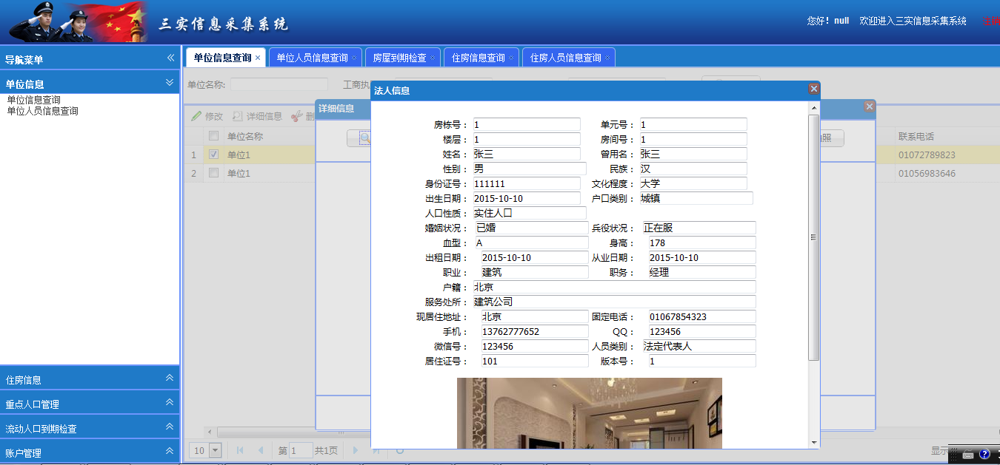 三实信息采集系统
您好！null 欢迎进入三实信息采集系统
导航菜单
单位信息
单位信息查询
单位人员信息查询
住房信息
重点人口管理
流动人口到期检查
账户管理
单位信息查询 单位人员信息查询 房屋到期检查 住房信息查询 住房人员信息查询
单位名称: 工商执
修改 详细信息 删
单位名称 联系电话
1 单位1 01072789823
2 单位1 01056983646
详细信息
照
法人信息
房栋号： 1 单元号： 1
楼层： 1 房间号： 1
姓名： 张三 曾用名： 张三
性别： 男 民族： 汉
身份证号： 111111 文化程度： 大学
出生日期： 2015-10-10 户口类别： 城镇
人口性质： 实住人口
婚姻状况： 已婚 兵役状况： 正在服
血型： A 身高： 178
出租日期： 2015-10-10 从业日期： 2015-10-10
职业： 建筑 职务： 经理
户籍： 北京
服务处所： 建筑公司
现居住地址： 北京 固定电话： 01067854323
手机： 13762777652 QQ： 123456
微信号： 123456 人员类别： 法定代表人
居住证号： 101 版本号： 1
10 第 1 共1页 显示